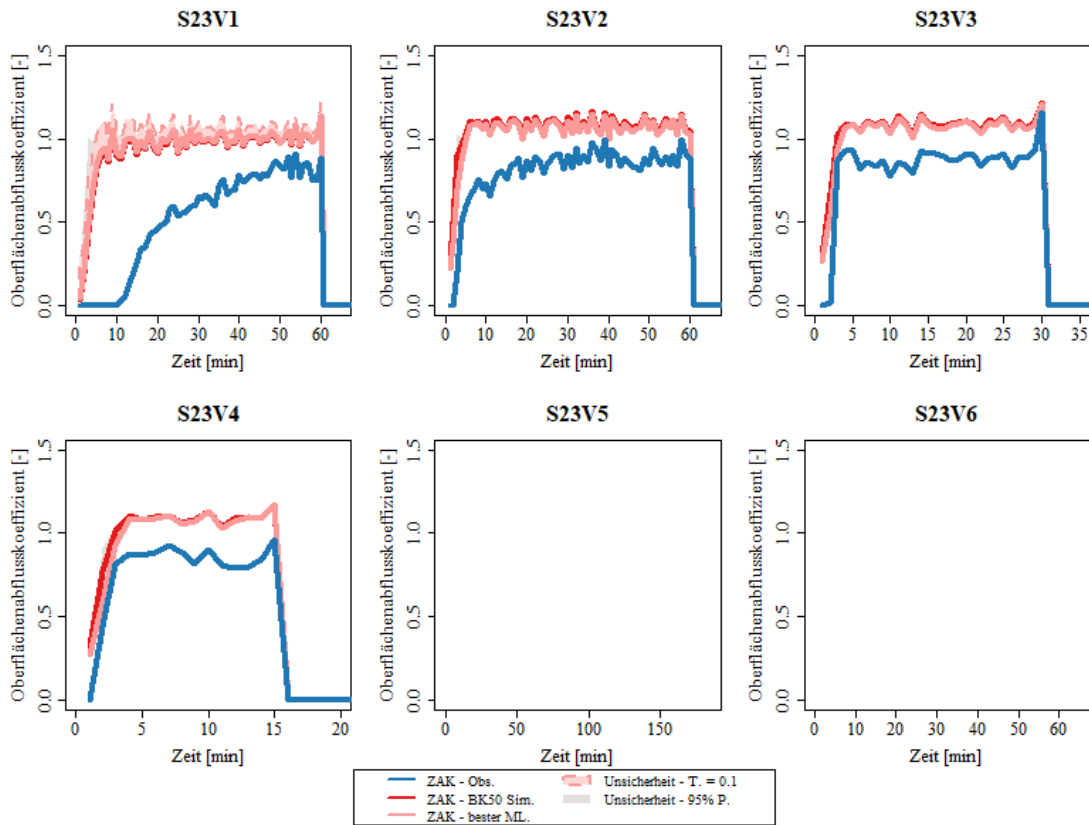 S23V1 S23V2 S23V3
Oberflächenabflusskoeffizient [-] Oberflächenabflusskoeffizient [-] Oberflächenabflusskoeffizient [-]
1.5 1.5 1.5
1.0 1.0 1.0
0.5 0.5 0.5
0.0 0.0 0.0
0 10 20 30 40 50 60 0 10 20 30 40 50 60 0 5 10 15 20 25 30 35
Zeit [min] Zeit [min] Zeit [min]
S23V4 S23V5 S23V6
Oberflächenabflusskoeffizient [-] Oberflächenabflusskoeffizient [-] Oberflächenabflusskoeffizient [-]
1.5 1.5 1.5
1.0 1.0 1.0
0.5 0.5 0.5
0.0 0.0 0.0
0 5 10 15 20 0 50 100 150 0 10 20 30 40 50 60
Zeit [min] Zeit [min] Zeit [min]
ZAK - Obs. Unsicherheit - T. = 0.1
ZAK - BK50 Sim. Unsicherheit - 95% P.
ZAK - bester ML.